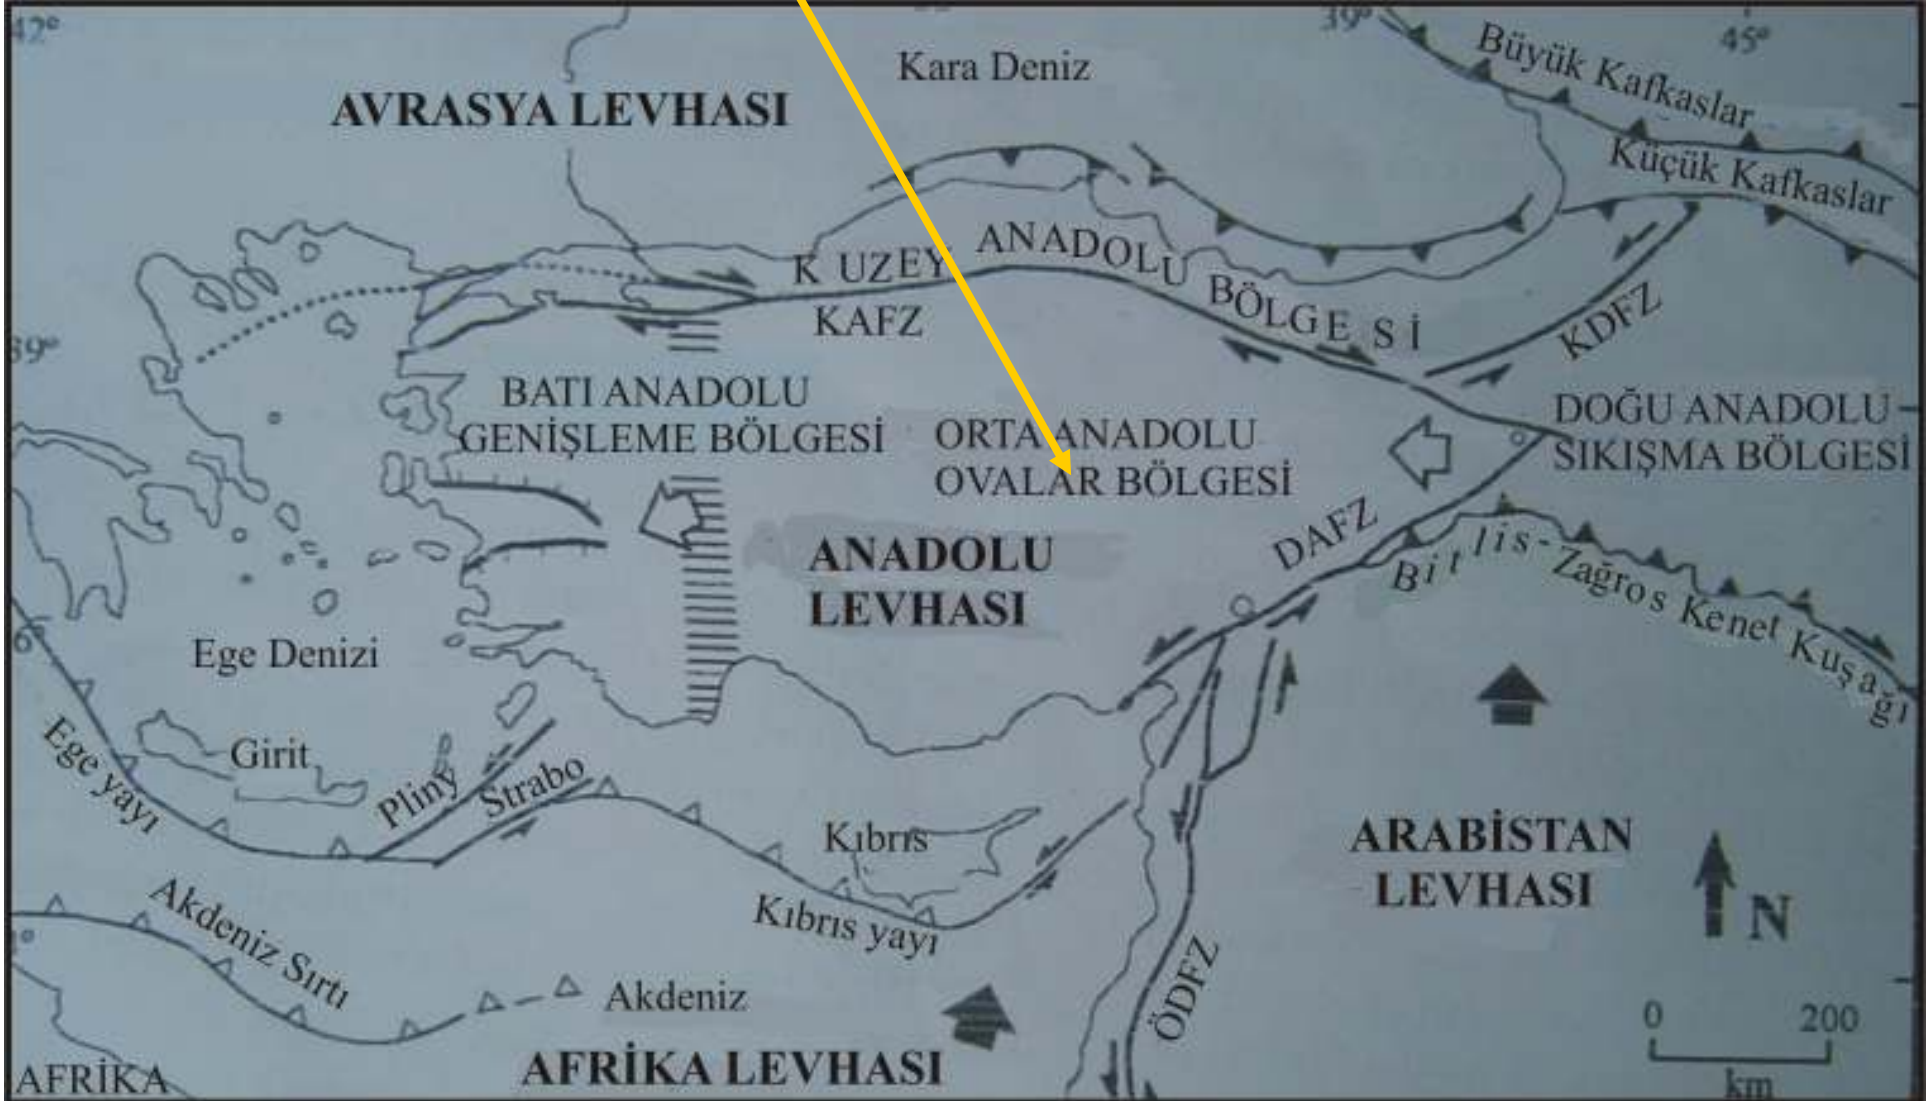 42°
39°
45°
Kara Deniz
Büyük Kafkaslar
AVRASYA LEVHASI
Küçük Kafkaslar
KUZEY ANADOLU BÖLGESİ
KAFZ
KDFZ
39°
BATI ANADOLU
GENİŞLEME BÖLGESİ
ORTA ANADOLU
OVALAR BÖLGESİ
DOĞU ANADOLU
SIKIŞMA BÖLGESİ
DAFZ
ANADOLU
LEVHASI
Bitlis-Zağros Kenet Kuşağı
Ege Denizi
Ege yayı
Girit
Pliny
Strabo
Kıbrıs
Kıbrıs yayı
ARABİSTAN
LEVHASI
N
Akdeniz Sırtı
Akdeniz
ÖDFZ
0 200
km
AFRİKA
AFRİKA LEVHASI